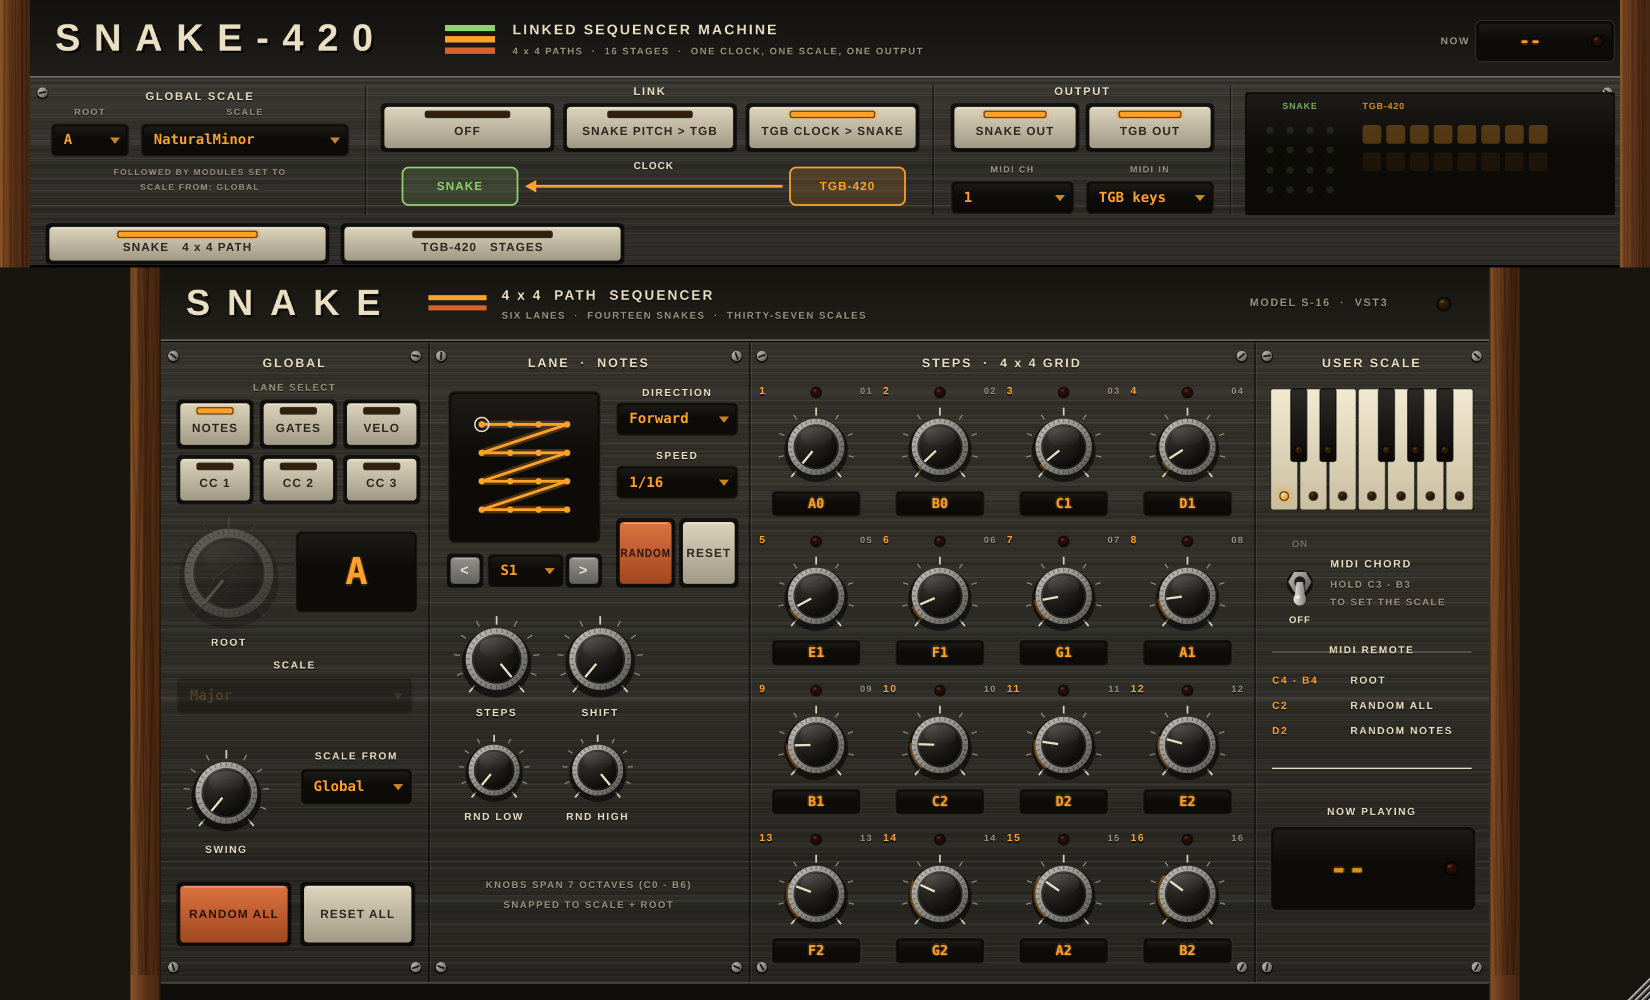 SNAKE-420
LINKED SEQUENCER MACHINE
4 x 4 PATHS · 16 STAGES · ONE CLOCK, ONE SCALE, ONE OUTPUT
NOW
--
GLOBAL SCALE
ROOT SCALE
A NaturalMinor
FOLLOWED BY MODULES SET TO
SCALE FROM: GLOBAL
LINK
OFF SNAKE PITCH > TGB TGB CLOCK > SNAKE
CLOCK
SNAKE TGB-420
OUTPUT
SNAKE OUT TGB OUT
MIDI CH MIDI IN
1 TGB keys
SNAKE TGB-420
SNAKE 4 x 4 PATH TGB-420 STAGES
SNAKE
4 x 4 PATH SEQUENCER
SIX LANES · FOURTEEN SNAKES · THIRTY-SEVEN SCALES
MODEL S-16 · VST3
GLOBAL
LANE SELECT
NOTES GATES VELO
CC 1 CC 2 CC 3
A
ROOT
SCALE
Major
SCALE FROM
Global
SWING
RANDOM ALL RESET ALL
LANE · NOTES
DIRECTION
Forward
SPEED
1/16
< S1 >
RANDOM RESET
STEPS SHIFT
RND LOW RND HIGH
KNOBS SPAN 7 OCTAVES (C0 - B6)
SNAPPED TO SCALE + ROOT
STEPS · 4 x 4 GRID
1 01 2 02 3 03 4 04
A0 B0 C1 D1
5 05 6 06 7 07 8 08
E1 F1 G1 A1
9 09 10 10 11 11 12 12
B1 C2 D2 E2
13 13 14 14 15 15 16 16
F2 G2 A2 B2
USER SCALE
ON
MIDI CHORD
HOLD C3 - B3
TO SET THE SCALE
OFF
MIDI REMOTE
C4 - B4 ROOT
C2 RANDOM ALL
D2 RANDOM NOTES
NOW PLAYING
--